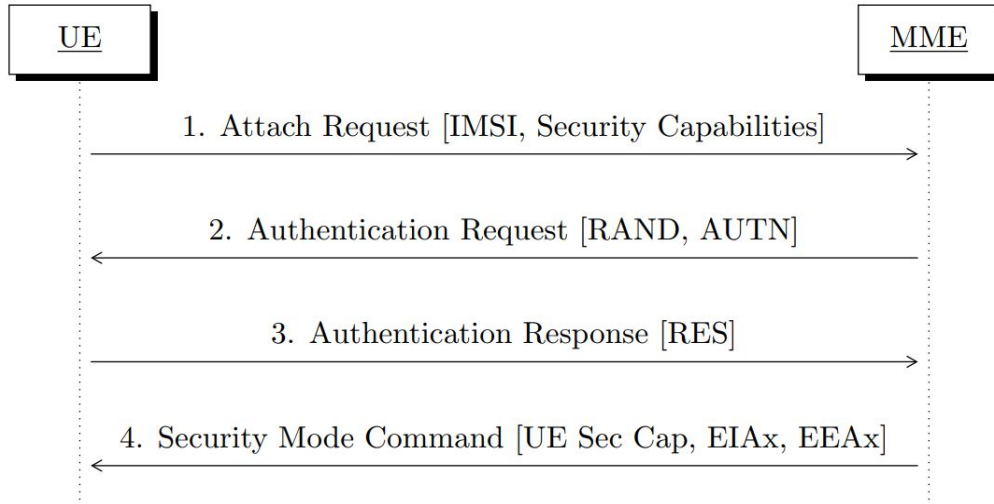 UE
MME
1. Attach Request [IMSI, Security Capabilities]
2. Authentication Request [RAND, AUTN]
3. Authentication Response [RES]
4. Security Mode Command [UE Sec Cap, EIAx, EEAx]